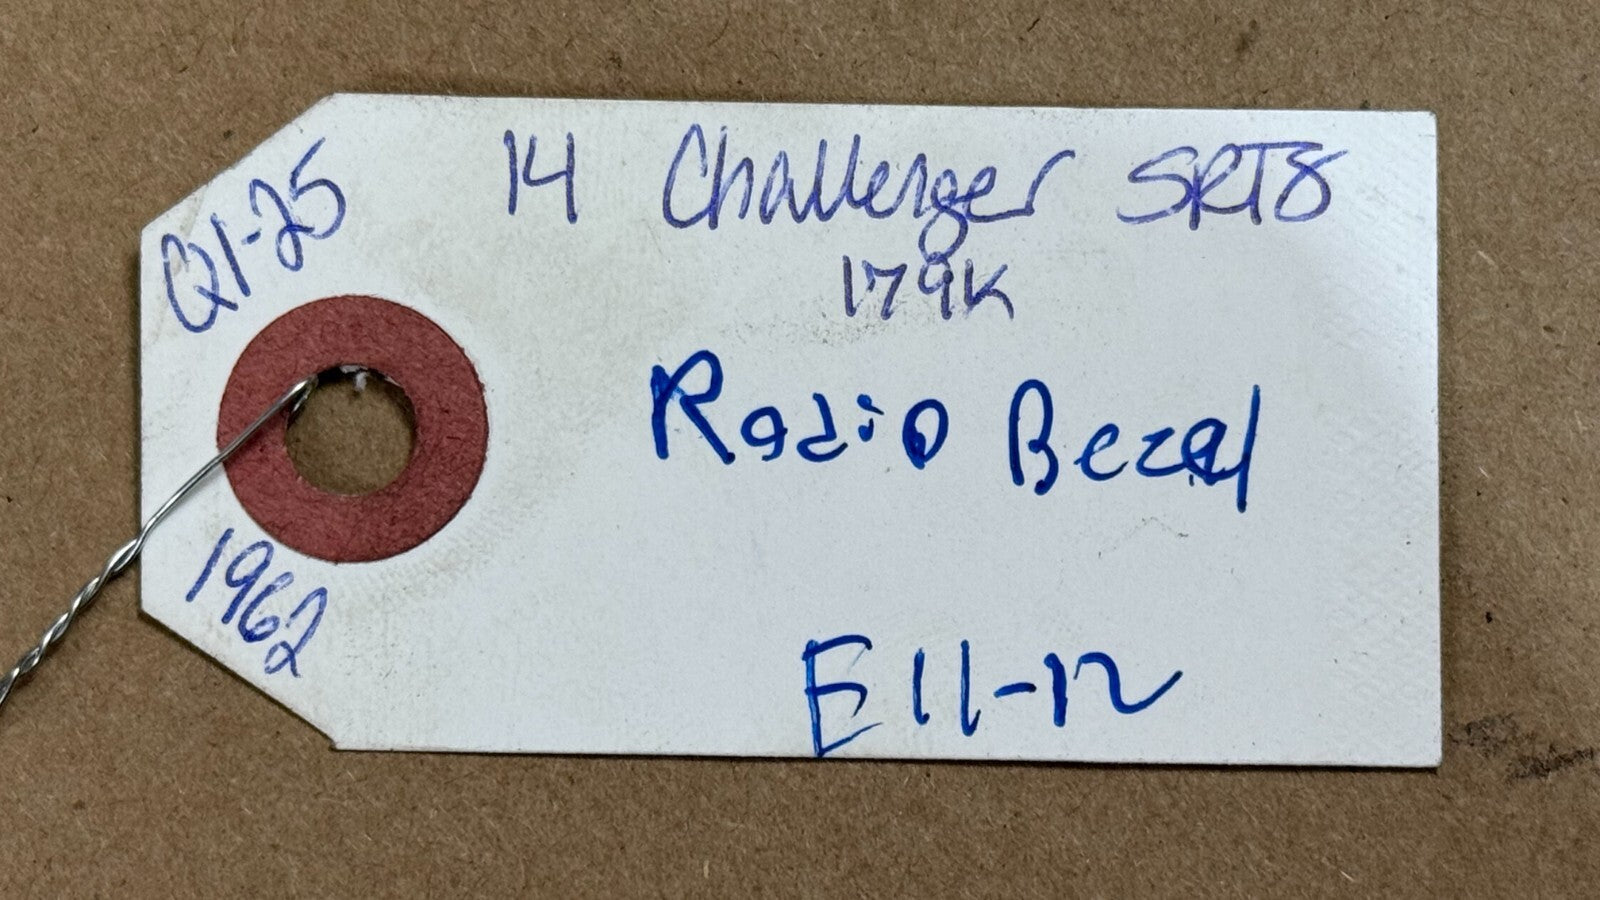 Q1-25
14 Challenger SRT8
179K
Radio Bezel
1962
E11-12